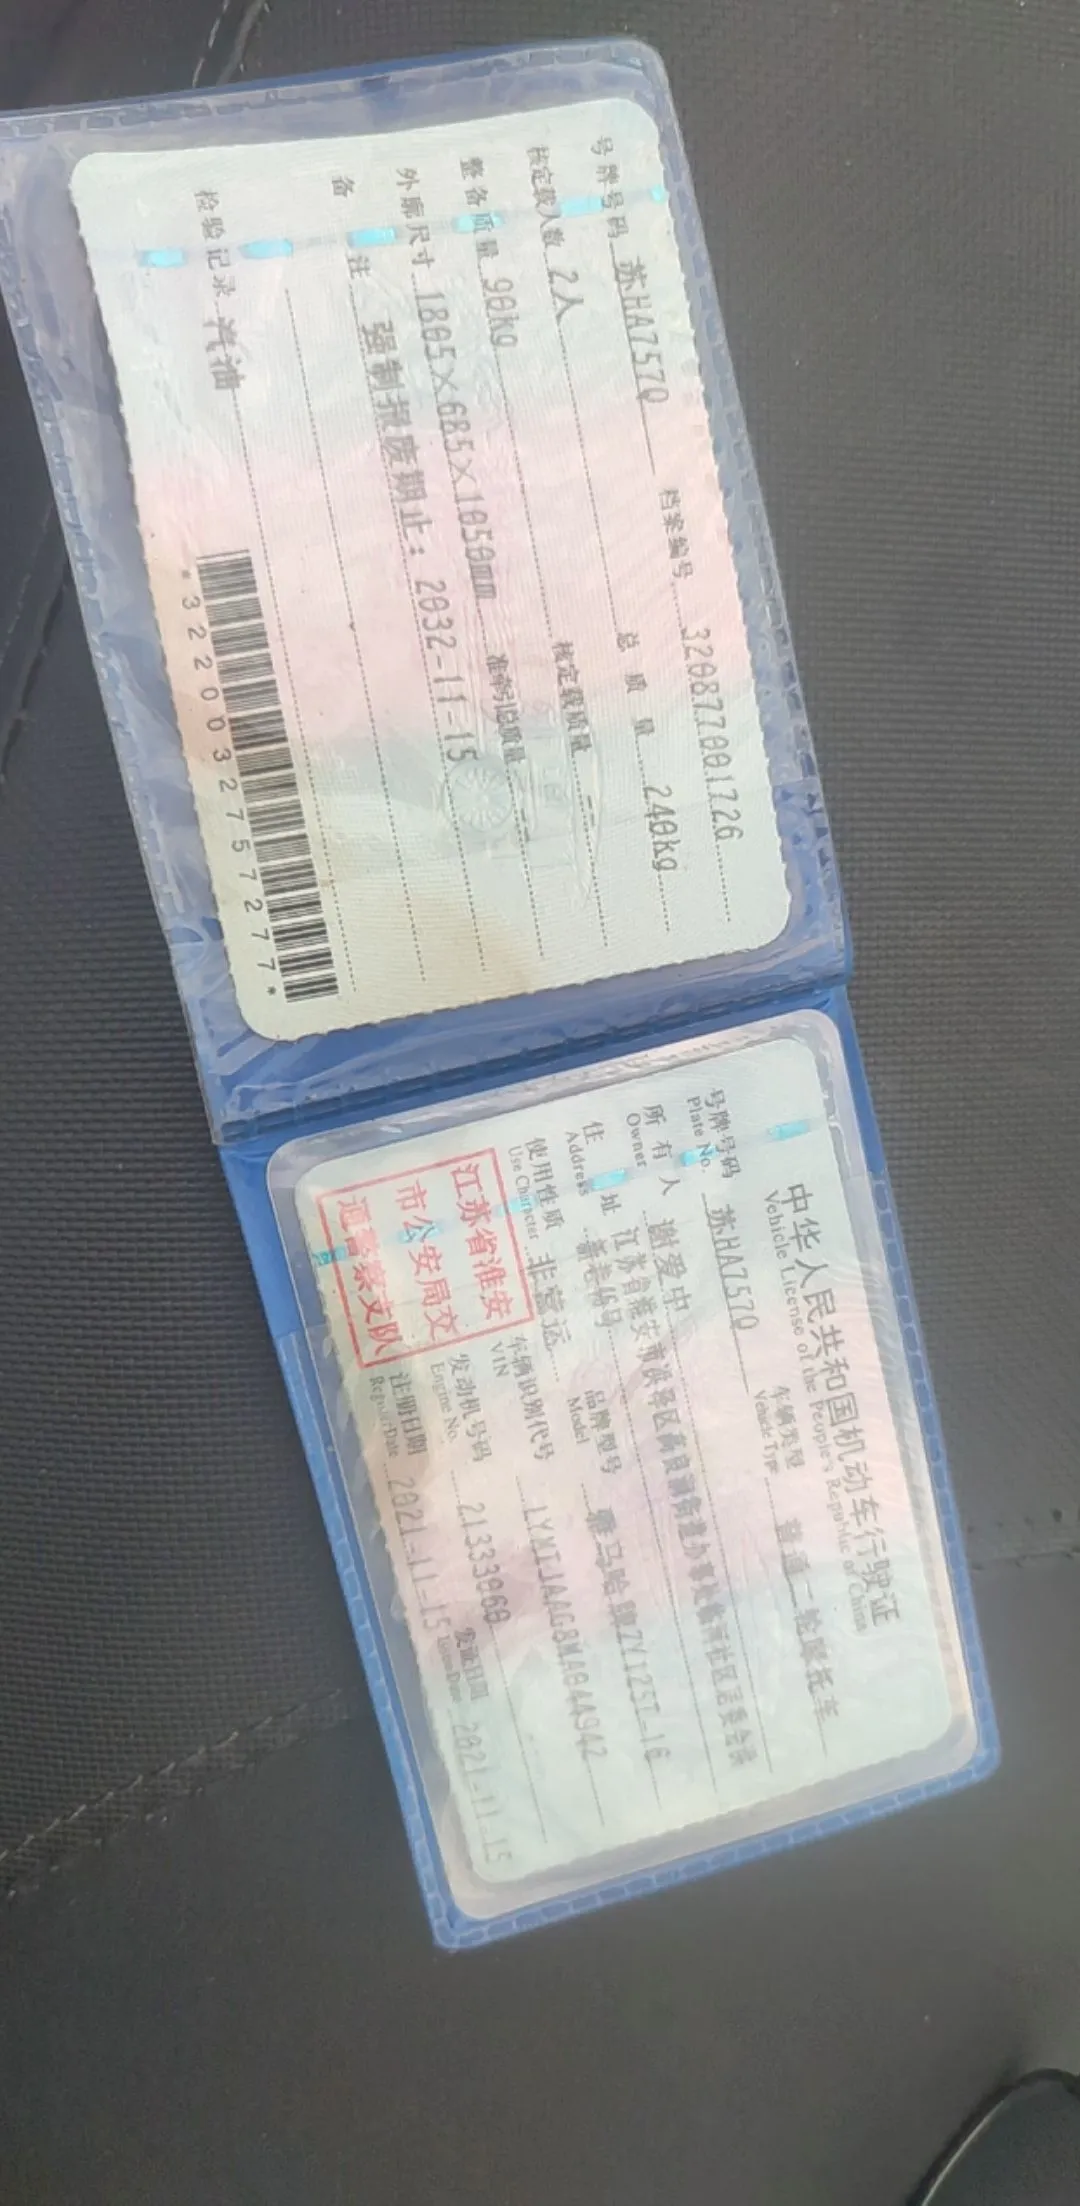 号牌号码 苏HA757Q 档案编号 320877001726
核定载人数 2人 总质量 240kg
整备质量 90kg 核定载质量 --
外廓尺寸 1805×685×1050mm 准牵引总质量 --
备注 强制报废期止：2032-11-15
检验记录 汽油
*3220032757277*
中华人民共和国机动车行驶证
Vehicle License of the People's Republic of China
号牌号码 苏HA757Q 车辆类型 普通二轮摩托车
Plate No. Vehicle Type
所有人 谢爱中
Owner
住址 江苏省淮安市洪泽区高良涧街道办事处
Address
使用性质 非营运 品牌型号 雅马哈牌ZY125T-16
Use Character Model
江苏省淮安
市公安局交
通警察支队
车辆识别代号 LYMTJAAG8MA044942
VIN
发动机号码 21333060
Engine No.
注册日期 2021-11-15 发证日期 2021-11-15
Register Date Issue Date